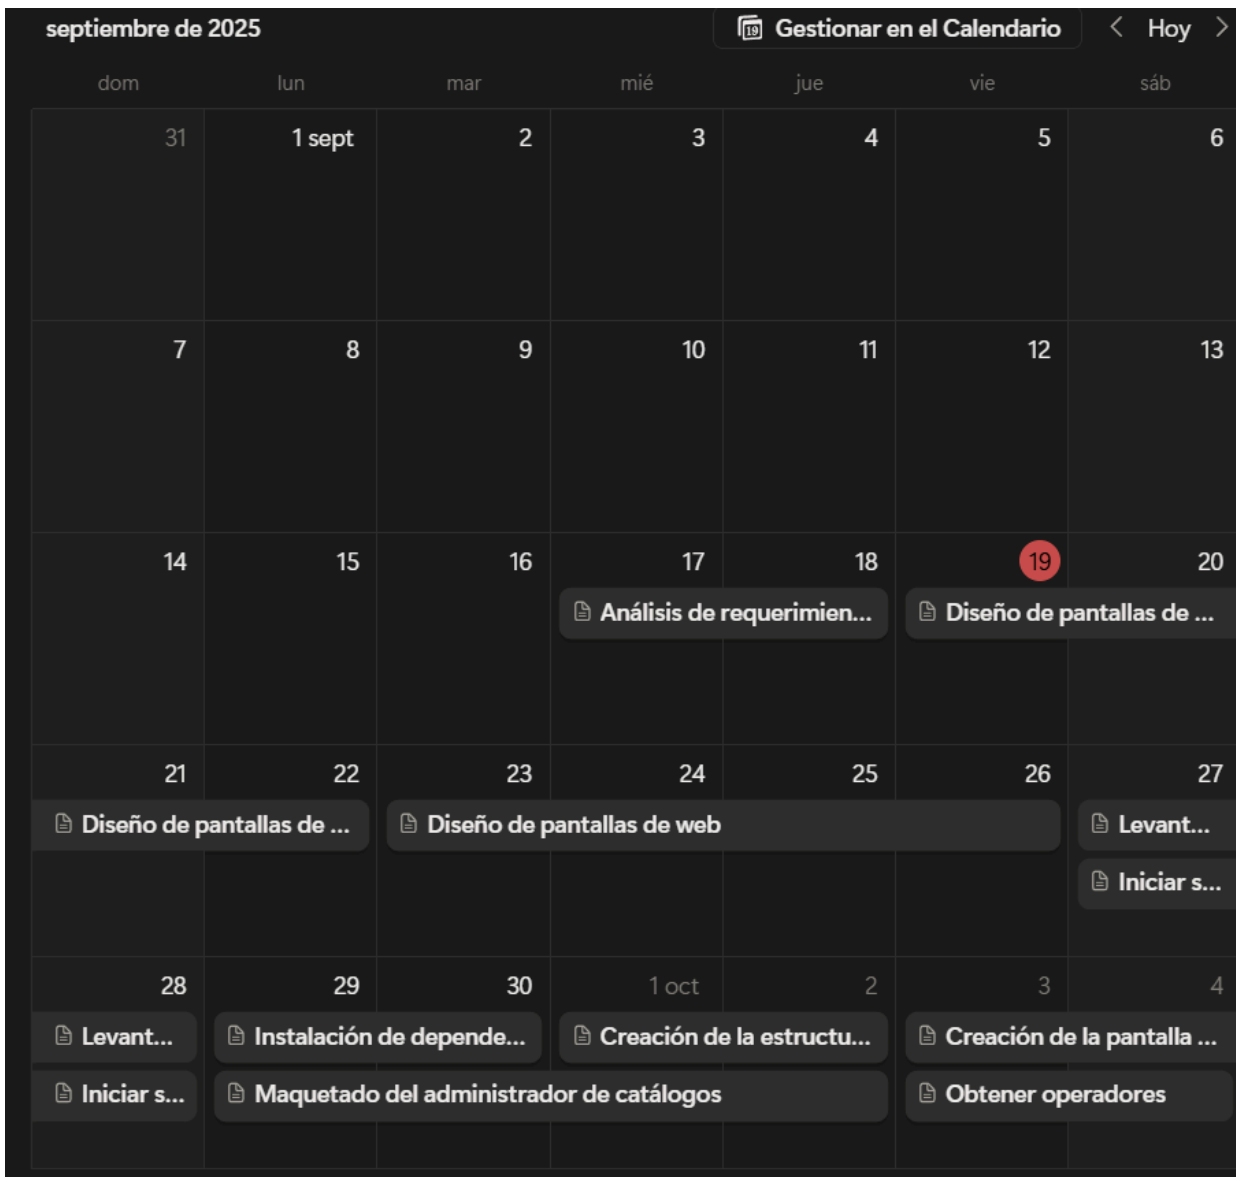 septiembre de 2025 Gestionar en el Calendario Hoy
dom lun mar mié jue vie sáb
31 1 sept 2 3 4 5 6
7 8 9 10 11 12 13
14 15 16 17 18 19 20
Análisis de requerimien... Diseño de pantallas de ...
21 22 23 24 25 26 27
Diseño de pantallas de ... Diseño de pantallas de web Levant...
Iniciar s...
28 29 30 1 oct 2 3 4
Levant... Instalación de depende... Creación de la estructu... Creación de la pantalla ...
Iniciar s... Maquetado del administrador de catálogos Obtener operadores